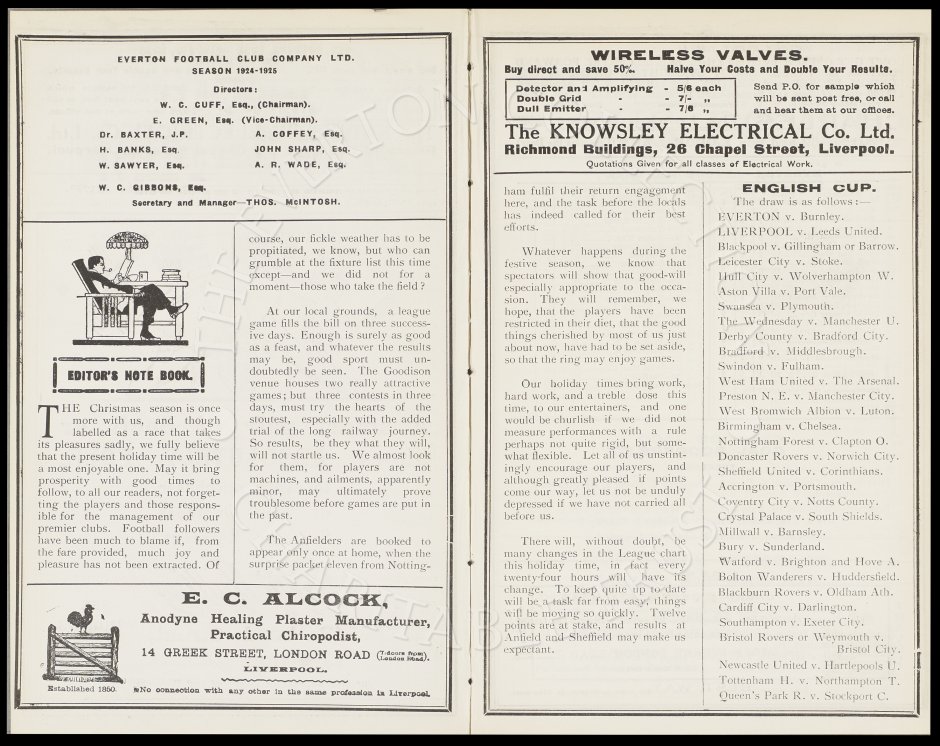 EVERTON FOOTBALL CLUB COMPANY LTD.
SEASON 1924-1925
Directors:
W. C. CUFF, Esq., (Chairman).
E. GREEN, Esq. (Vice-Chairman).
Dr. BAXTER, J.P. A. COFFEY, Esq.
H. BANKS, Esq. JOHN SHARP, Esq.
W. SAWYER, Esq. A. R. WADE, Esq.
W. C. GIBBONS, Esq.
Secretary and Manager—THOS. McINTOSH.
EDITOR'S NOTE BOOK.
THE Christmas season is once
more with us, and though
labelled as a race that takes
its pleasures sadly, we fully believe
that the present holiday time will be
a most enjoyable one. May it bring
prosperity with good times to
follow, to all our readers, not forget-
ting the players and those respons-
ible for the management of our
premier clubs. Football followers
have been much to blame if, from
the fare provided, much joy and
pleasure has not been extracted. Of
course, our fickle weather has to be
propitiated, we know, but who can
grumble at the fixture list this time
except—and we did not for a
moment—those who take the field?
At our local grounds, a league
game fills the bill on three success-
ive days. Enough is surely as good
as a feast, and whatever the results
may be, good sport must un-
doubtedly be seen. The Goodison
venue houses two really attractive
games; but three contests in three
days, must try the hearts of the
stoutest, especially with the added
trial of the long railway journey.
So results, be they what they will,
will not startle us. We almost look
for them, for players are not
machines, and ailments, apparently
minor, may ultimately prove
troublesome before games are put in
the past.
The Anfielders are booked to
appear only once at home, when the
surprise packet eleven from Notting-
E. C. ALCOCK,
Anodyne Healing Plaster Manufacturer,
Practical Chiropodist,
14 GREEK STREET, LONDON ROAD (7 doors from London Road).
LIVERPOOL.
Established 1850. No connection with any other in the same profession in Liverpool.
WIRELESS VALVES.
Buy direct and save 50%. Halve Your Costs and Double Your Results.
Detector and Amplifying - 5/6 each
Double Grid - - 7/- „
Dull Emitter - - 7/6 „
Send P.O. for sample which
will be sent post free, or call
and hear them at our offices.
The KNOWSLEY ELECTRICAL Co. Ltd.
Richmond Buildings, 26 Chapel Street, Liverpool.
Quotations Given for all classes of Electrical Work.
ham fulfil their return engagement
here, and the task before the locals
has indeed called for their best
efforts.
Whatever happens during the
festive season, we know that
spectators will show that good-will
especially appropriate to the occa-
sion. They will remember, we
hope, that the players have been
restricted in their diet, that the good
things cherished by most of us just
about now, have had to be set aside,
so that the ring may enjoy games.
Our holiday times bring work,
hard work, and a treble dose this
time, to our entertainers, and one
would be churlish if we did not
measure performances with a rule
perhaps not quite rigid, but some-
what flexible. Let all of us unstint-
ingly encourage our players, and
although greatly pleased if points
come our way, let us not be unduly
depressed if we have not carried all
before us.
There will, without doubt, be
many changes in the League chart
this holiday time, in fact every
twenty-four hours will have its
change. To keep quite up to date
will be a task far from easy, things
will be moving so quickly. Twelve
points are at stake, and results at
Anfield and Sheffield may make us
expectant.
ENGLISH CUP.
The draw is as follows:—
EVERTON v. Burnley.
LIVERPOOL v. Leeds United.
Blackpool v. Gillingham or Barrow.
Leicester City v. Stoke.
Hull City v. Wolverhampton W.
Aston Villa v. Port Vale.
Swansea v. Plymouth.
The Wednesday v. Manchester U.
Derby County v. Bradford City.
Bradford v. Middlesbrough.
Swindon v. Fulham.
West Ham United v. The Arsenal.
Preston N. E. v. Manchester City.
West Bromwich Albion v. Luton.
Birmingham v. Chelsea.
Nottingham Forest v. Clapton O.
Doncaster Rovers v. Norwich City.
Sheffield United v. Corinthians.
Accrington v. Portsmouth.
Coventry City v. Notts County.
Crystal Palace v. South Shields.
Millwall v. Barnsley.
Bury v. Sunderland.
Watford v. Brighton and Hove A.
Bolton Wanderers v. Huddersfield.
Blackburn Rovers v. Oldham Ath.
Cardiff City v. Darlington.
Southampton v. Exeter City.
Bristol Rovers or Weymouth v.
Bristol City.
Newcastle United v. Hartlepools U.
Tottenham H. v. Northampton T.
Queen's Park R. v. Stockport C.